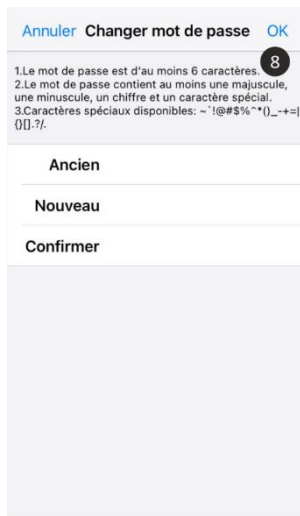 Annuler Changer mot de passe OK
8
1.Le mot de passe est d'au moins 6 caractères.
2.Le mot de passe contient au moins une majuscule,
une minuscule, un chiffre et un caractère spécial.
3.Caractères spéciaux disponibles: ~`!@#$%^*()_-+=|
{}[].?/.
Ancien
Nouveau
Confirmer